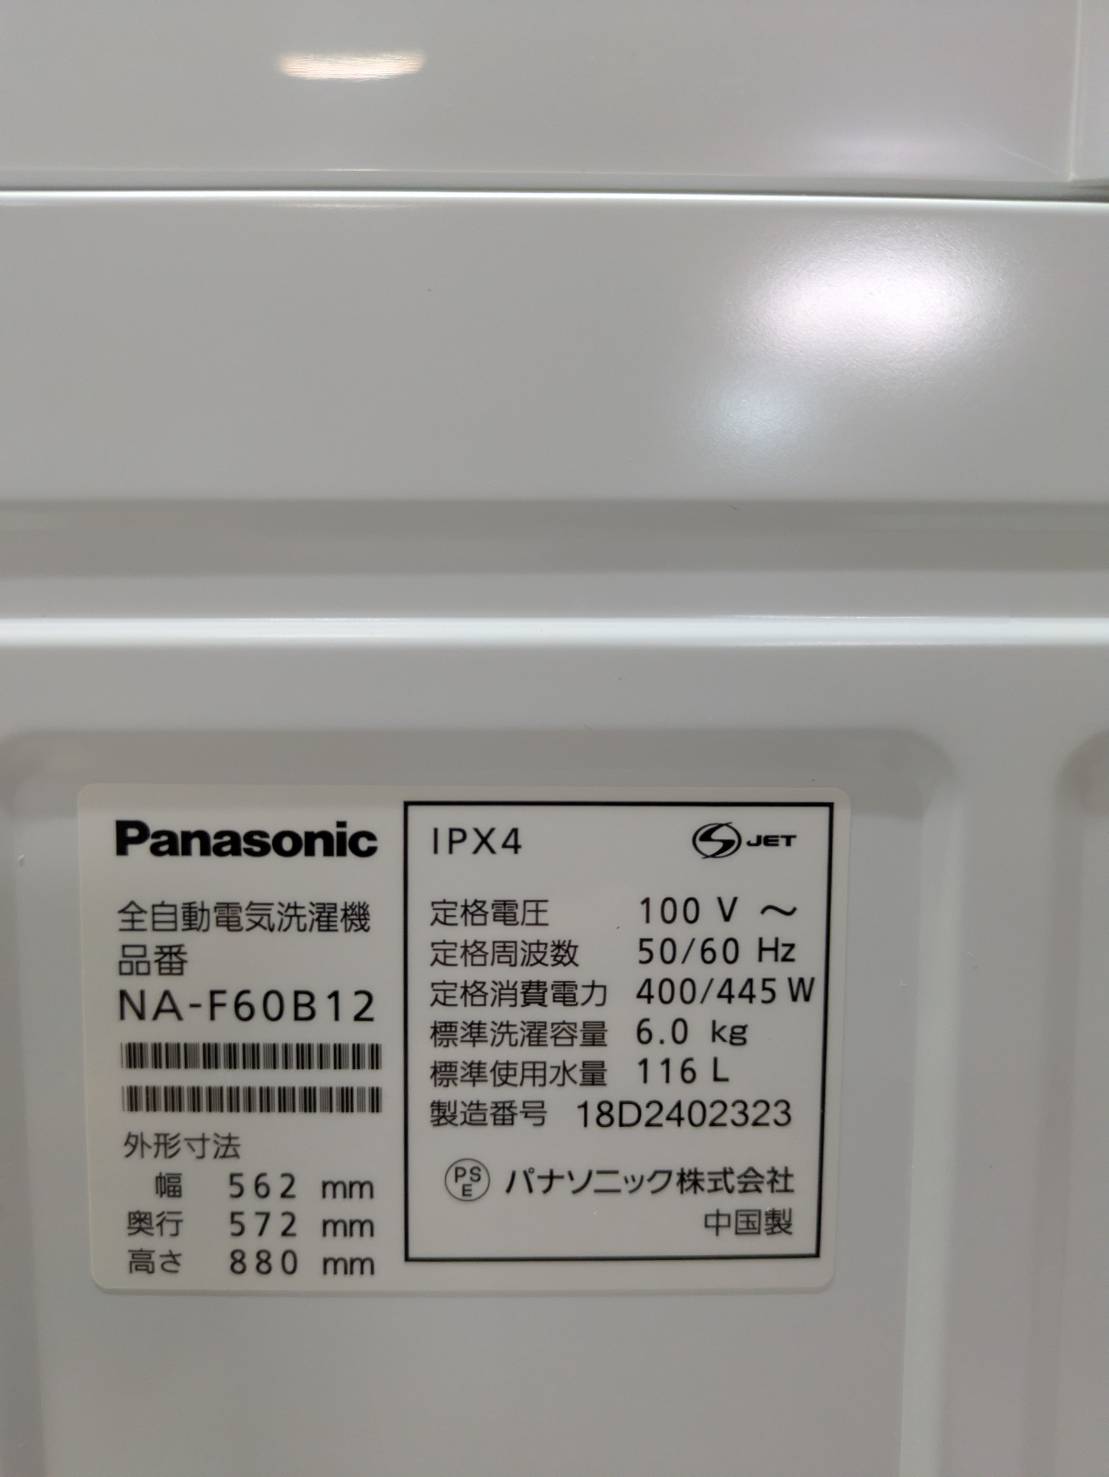 Panasonic
全自動電気洗濯機
品番
NA-F60B12
外形寸法
幅 562 mm
奥行 572 mm
高さ 880 mm
IPX4
S JET
定格電圧 100 V ～
定格周波数 50/60 Hz
定格消費電力 400/445 W
標準洗濯容量 6.0 kg
標準使用水量 116 L
製造番号 18D2402323
PSE パナソニック株式会社
中国製